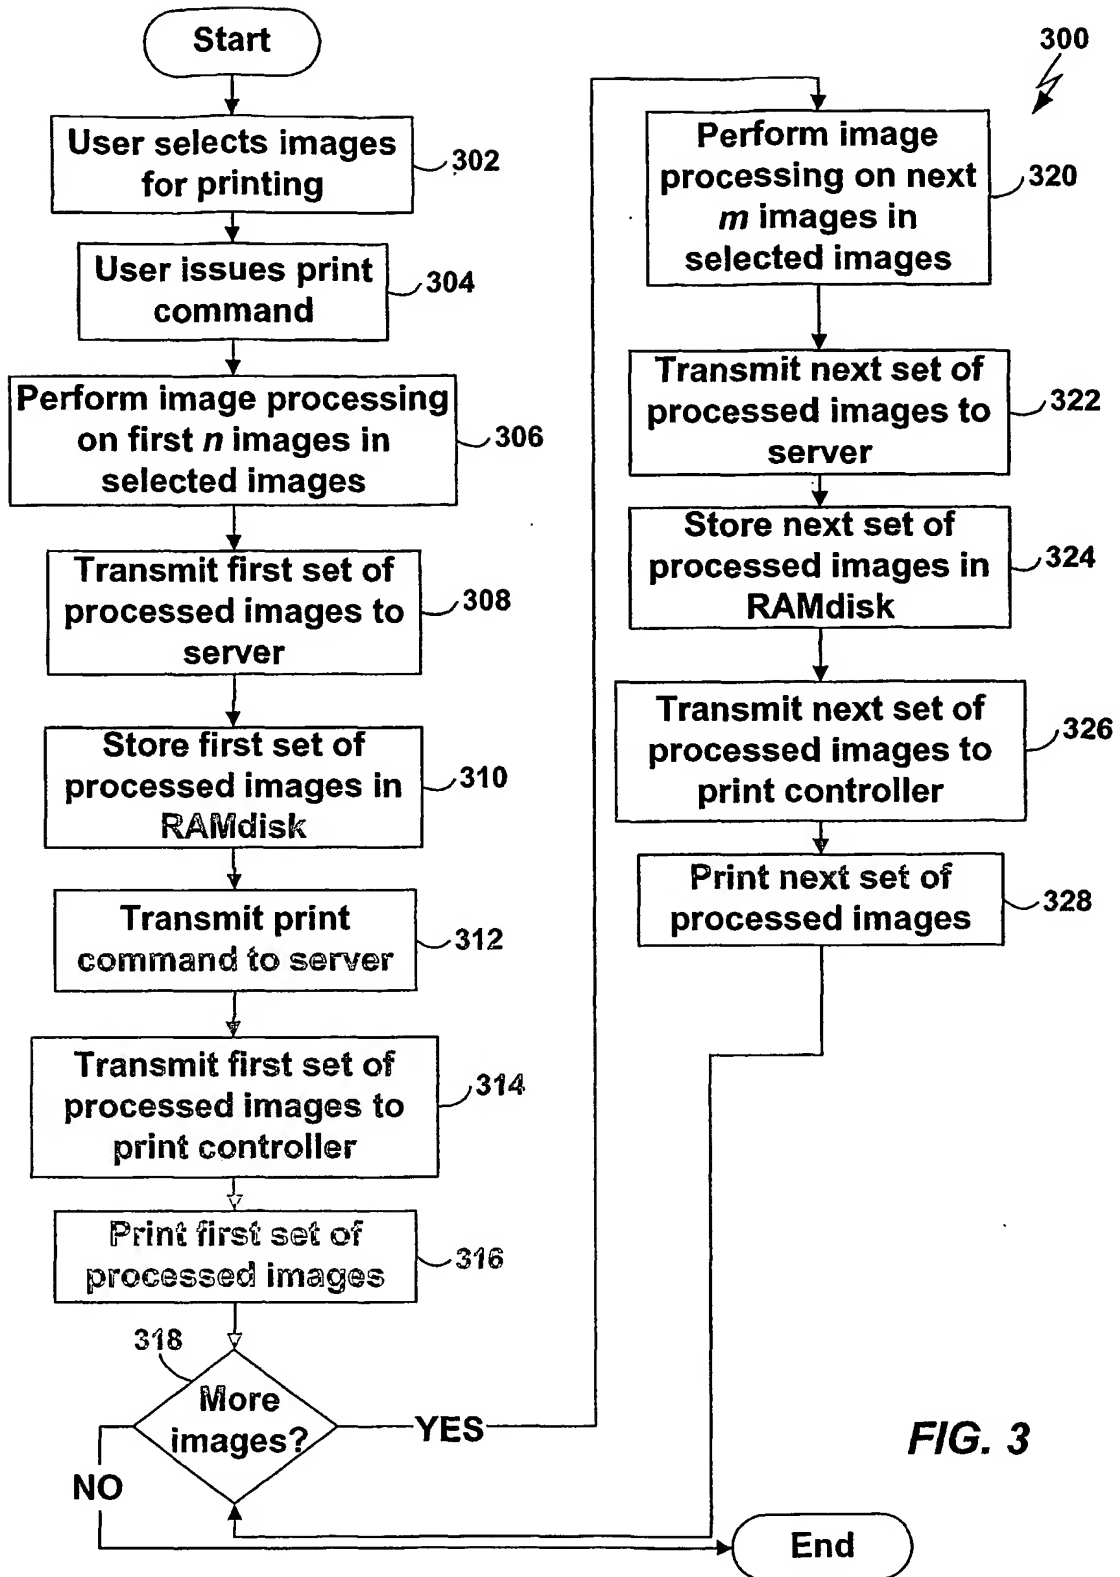 Start
User selects images
for printing
302
User issues print
command
304
Perform image processing
on first n images in
selected images
306
Transmit first set of
processed images to
server
308
Store first set of
processed images in
RAMdisk
310
Transmit print
command to server
312
Transmit first set of
processed images to
print controller
314
Print first set of
processed images
316
318
More
images?
YES
NO
300
Perform image
processing on next
m images in
selected images
320
Transmit next set of
processed images to
server
322
Store next set of
processed images in
RAMdisk
324
Transmit next set of
processed images to
print controller
326
Print next set of
processed images
328
FIG. 3
End